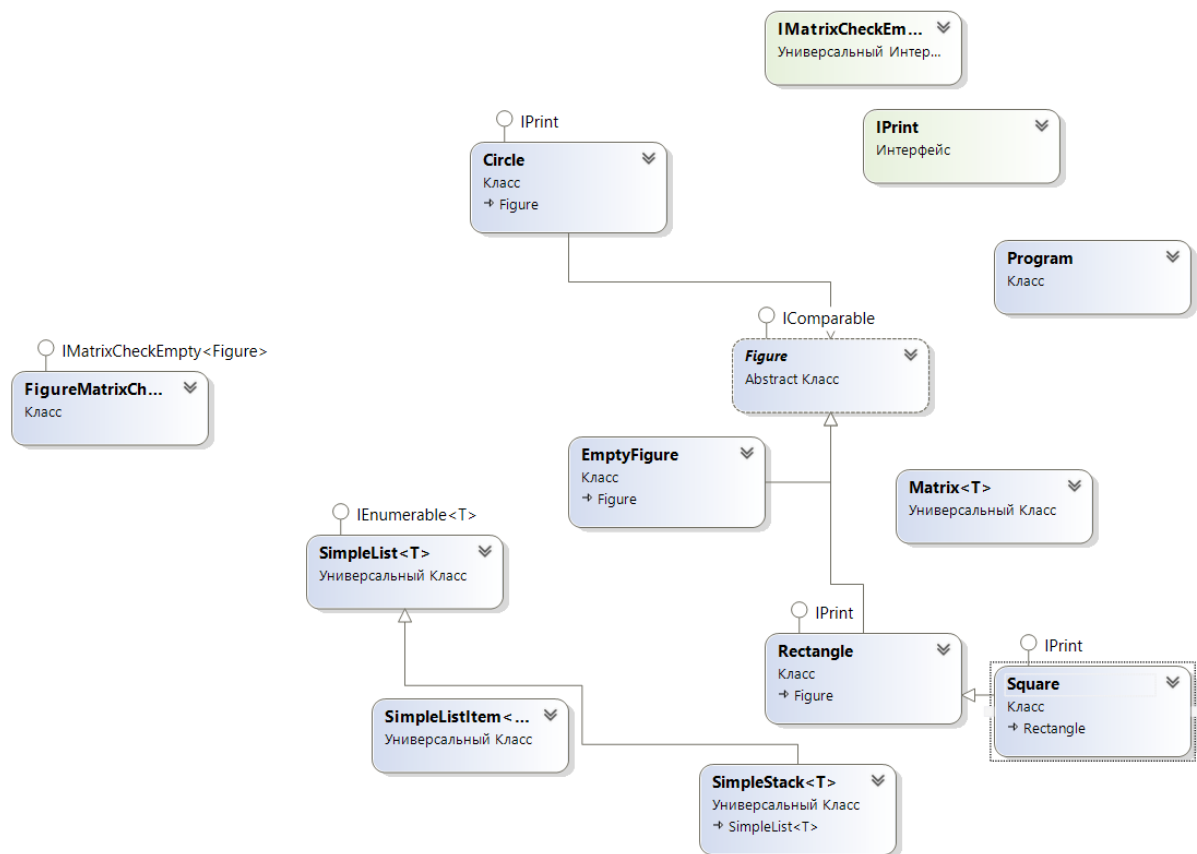 IMatrixCheckEm...
Универсальный Интер...
IPrint
Интерфейс
IPrint
Circle
Класс
Figure
Program
Класс
IComparable
Figure
Abstract Класс
IMatrixCheckEmpty<Figure>
FigureMatrixCh...
Класс
EmptyFigure
Класс
Figure
Matrix<T>
Универсальный Класс
IEnumerable<T>
SimpleList<T>
Универсальный Класс
IPrint
Rectangle
Класс
Figure
IPrint
Square
Класс
Rectangle
SimpleListItem<...
Универсальный Класс
SimpleStack<T>
Универсальный Класс
SimpleList<T>